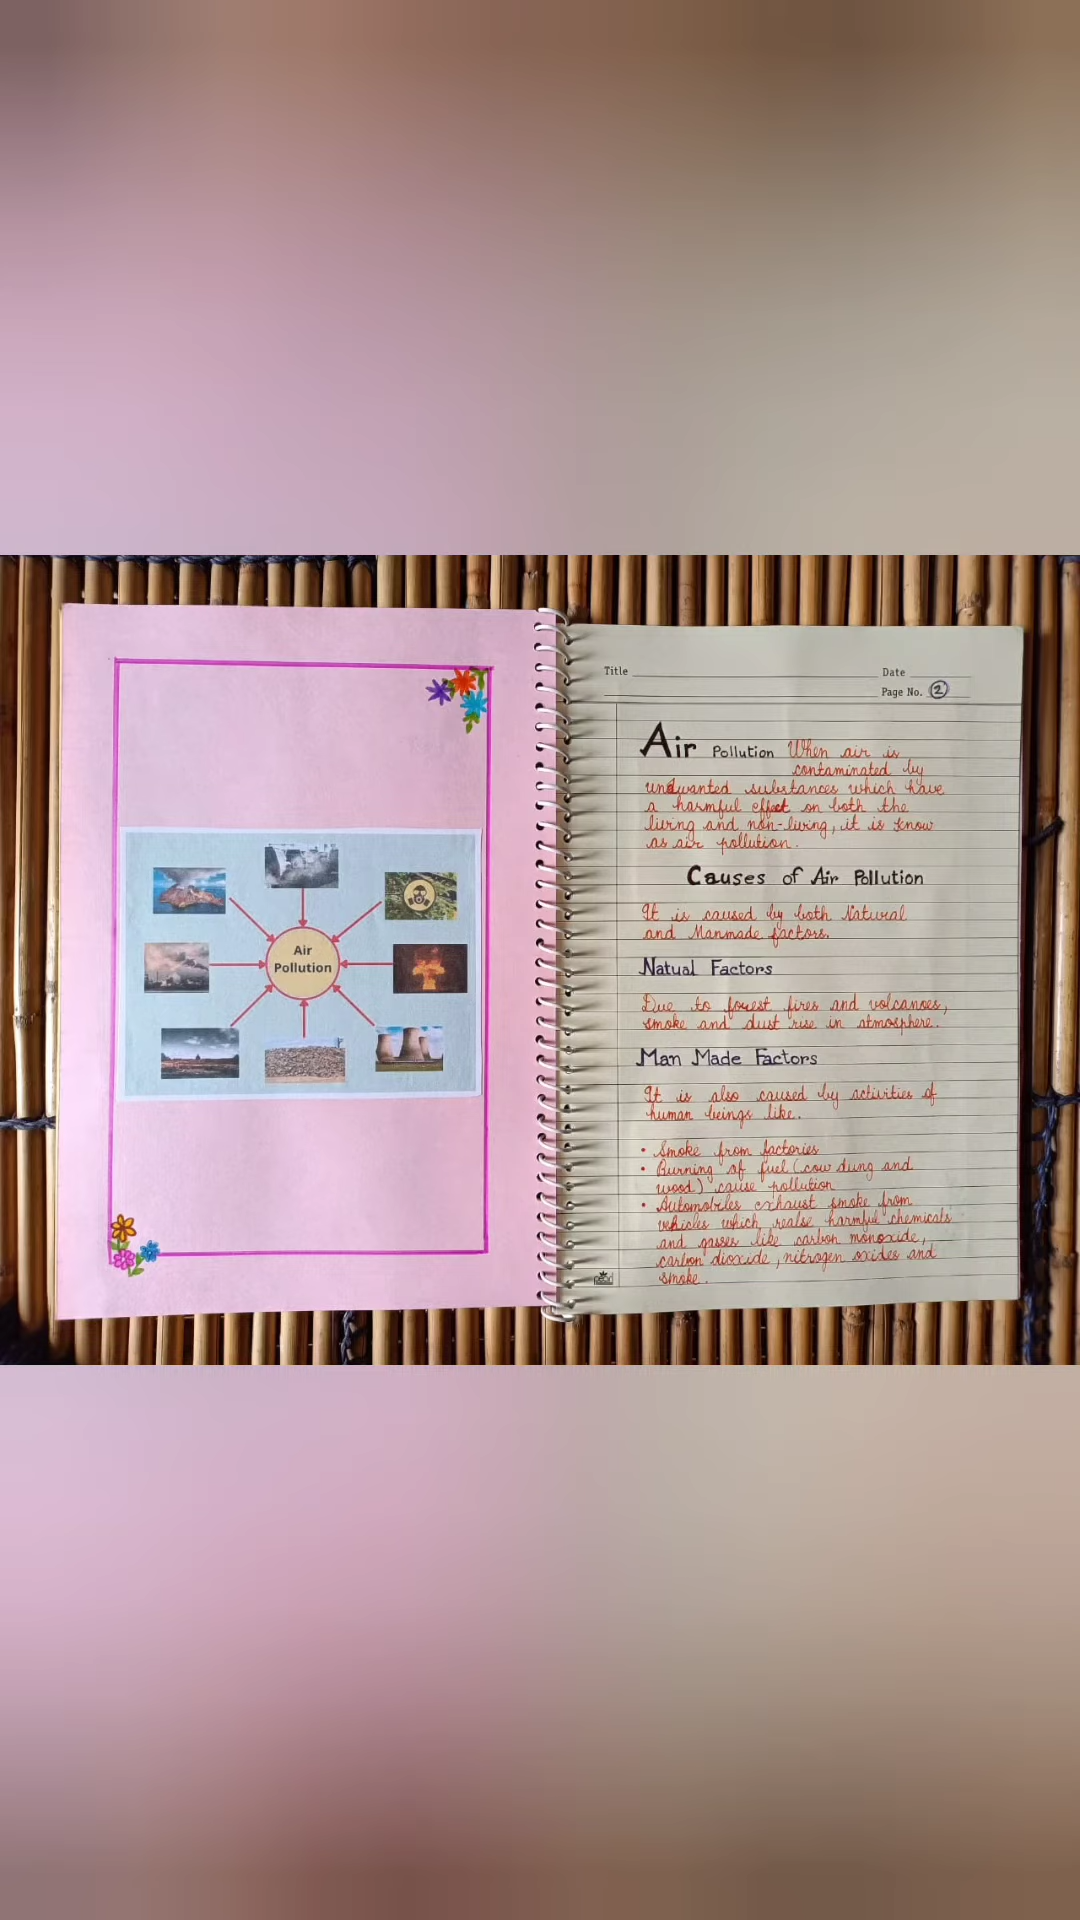 Air
Pollution
Title
Date
Page No. 2
Air Pollution When air is
contaminated by
undwanted substances which have
a harmful effect on both the
living and non-living, it is know
as air pollution.
Causes of Air Pollution
It is caused by both Natural
and Manmade factors.
Natual Factors
Due to forest fires and volcanoes,
smoke and dust rise in atmosphere.
Man Made Factors
It is also caused by activities of
human beings like.
• Smoke from factories
• Burning of fuel (cow dung and
wood) cause pollution
• Automobiles exhaust smoke from
vehicles which realse harmful chemicals
and gasses like carbon monoxide,
carbon dioxide, nitrogen oxides and
smoke.